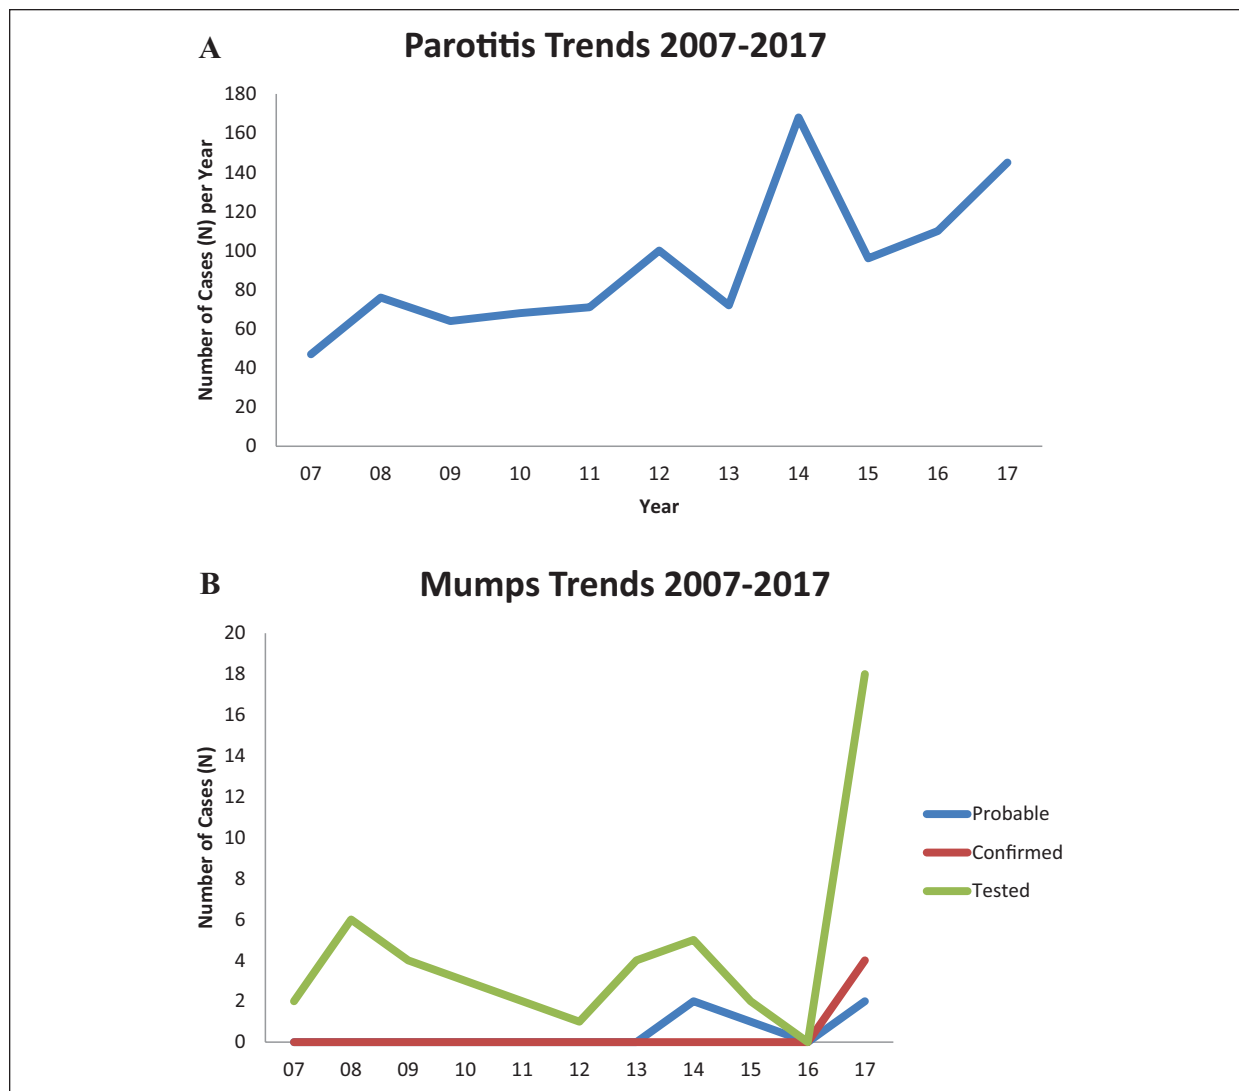 A
Parotitis Trends 2007-2017
Number of Cases (N) per Year
180
160
140
120
100
80
60
40
20
0
07 08 09 10 11 12 13 14 15 16 17
Year
B
Mumps Trends 2007-2017
Number of Cases (N)
20
18
16
14
12
10
8
6
4
2
0
07 08 09 10 11 12 13 14 15 16 17
Probable
Confirmed
Tested